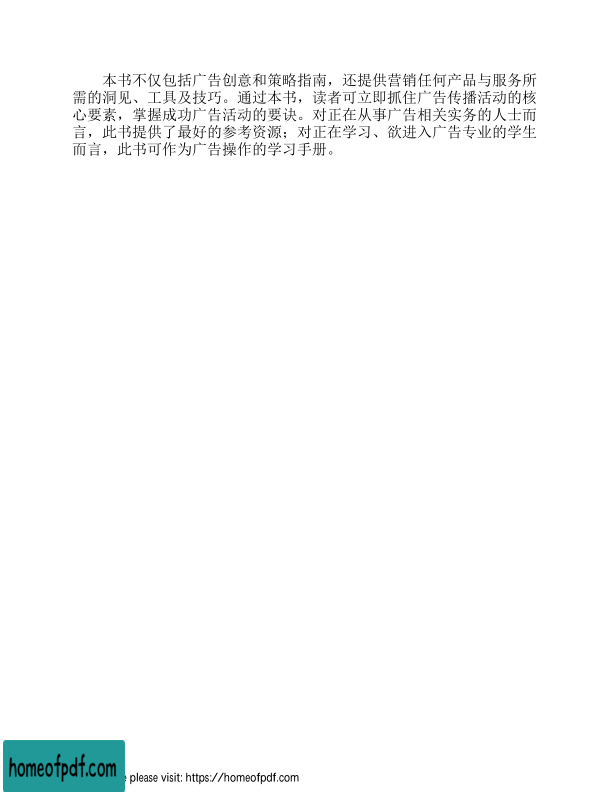 本书不仅包括广告创意和策略指南，还提供营销任何产品与服务所
需的洞见、工具及技巧。通过本书，读者可立即抓住广告传播活动的核
心要素，掌握成功广告活动的要诀。对正在从事广告相关实务的人士而
言，此书提供了最好的参考资源；对正在学习、欲进入广告专业的学生
而言，此书可作为广告操作的学习手册。
homeofpdf.com
please visit: https://homeofpdf.com